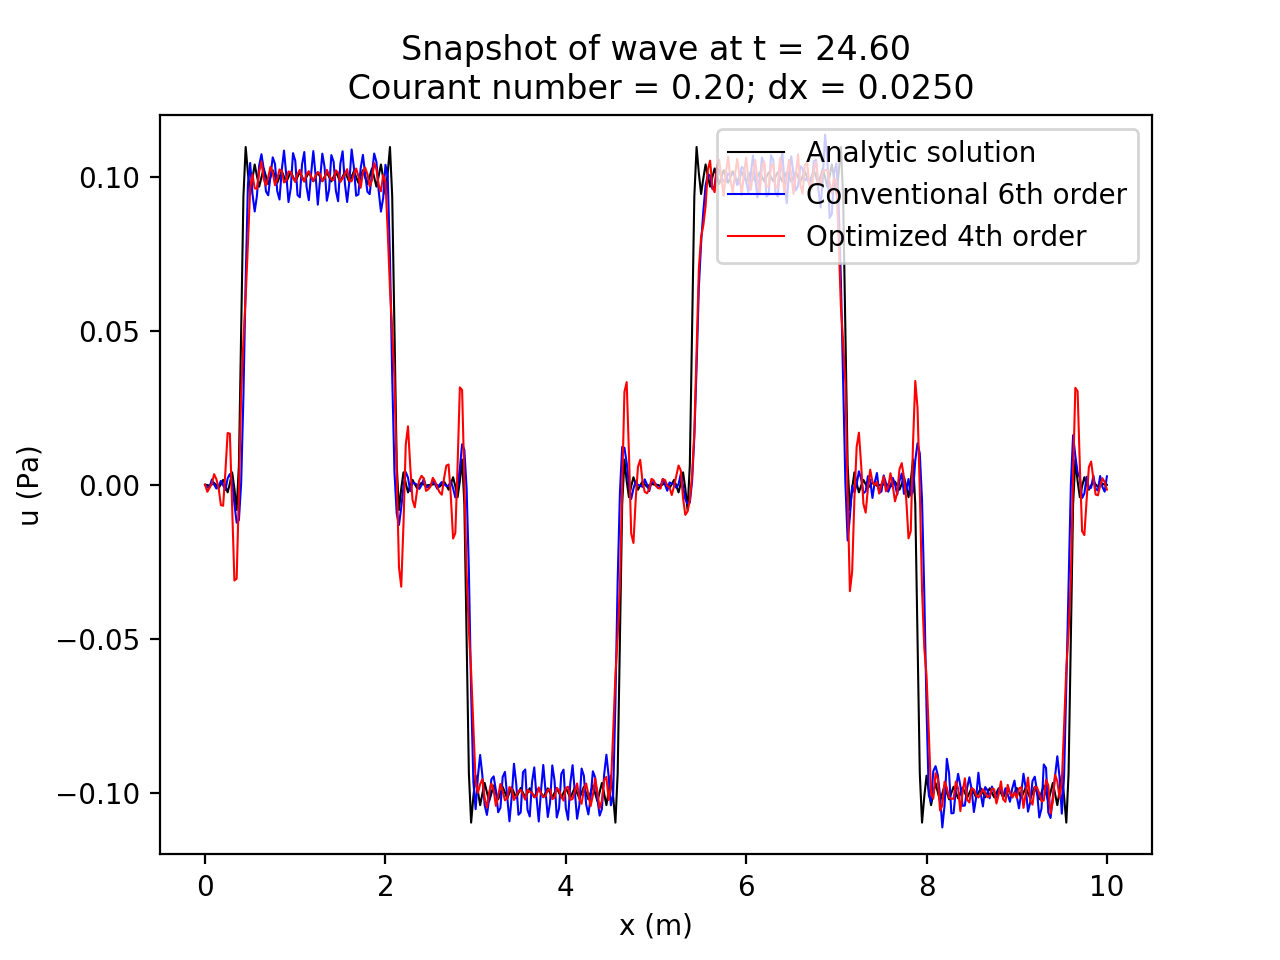 Snapshot of wave at t = 24.60
Courant number = 0.20; dx = 0.0250
Analytic solution
Conventional 6th order
Optimized 4th order
0.10
0.05
0.00
−0.05
−0.10
u (Pa)
0 2 4 6 8 10
x (m)